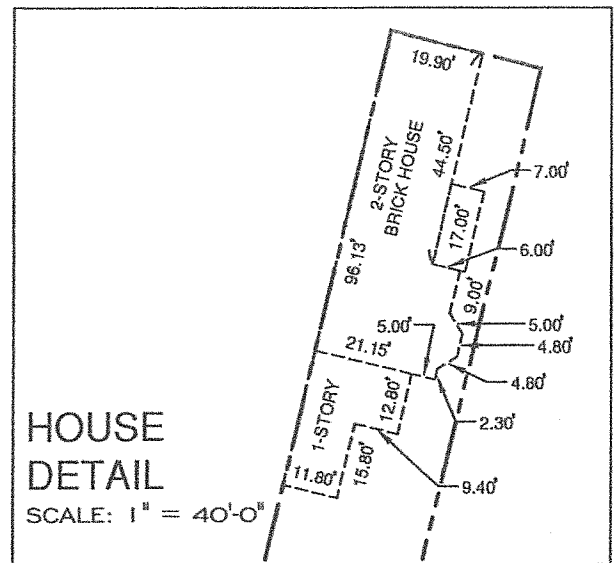 19.90'
2-STORY
BRICK HOUSE
44.50'
7.00'
17.00'
6.00'
96.13'
9.00'
5.00'
5.00'
4.80'
21.15'
4.80'
1-STORY
12.80'
2.30'
11.80'
15.80'
9.40'
HOUSE
DETAIL
SCALE: 1" = 40'-0"